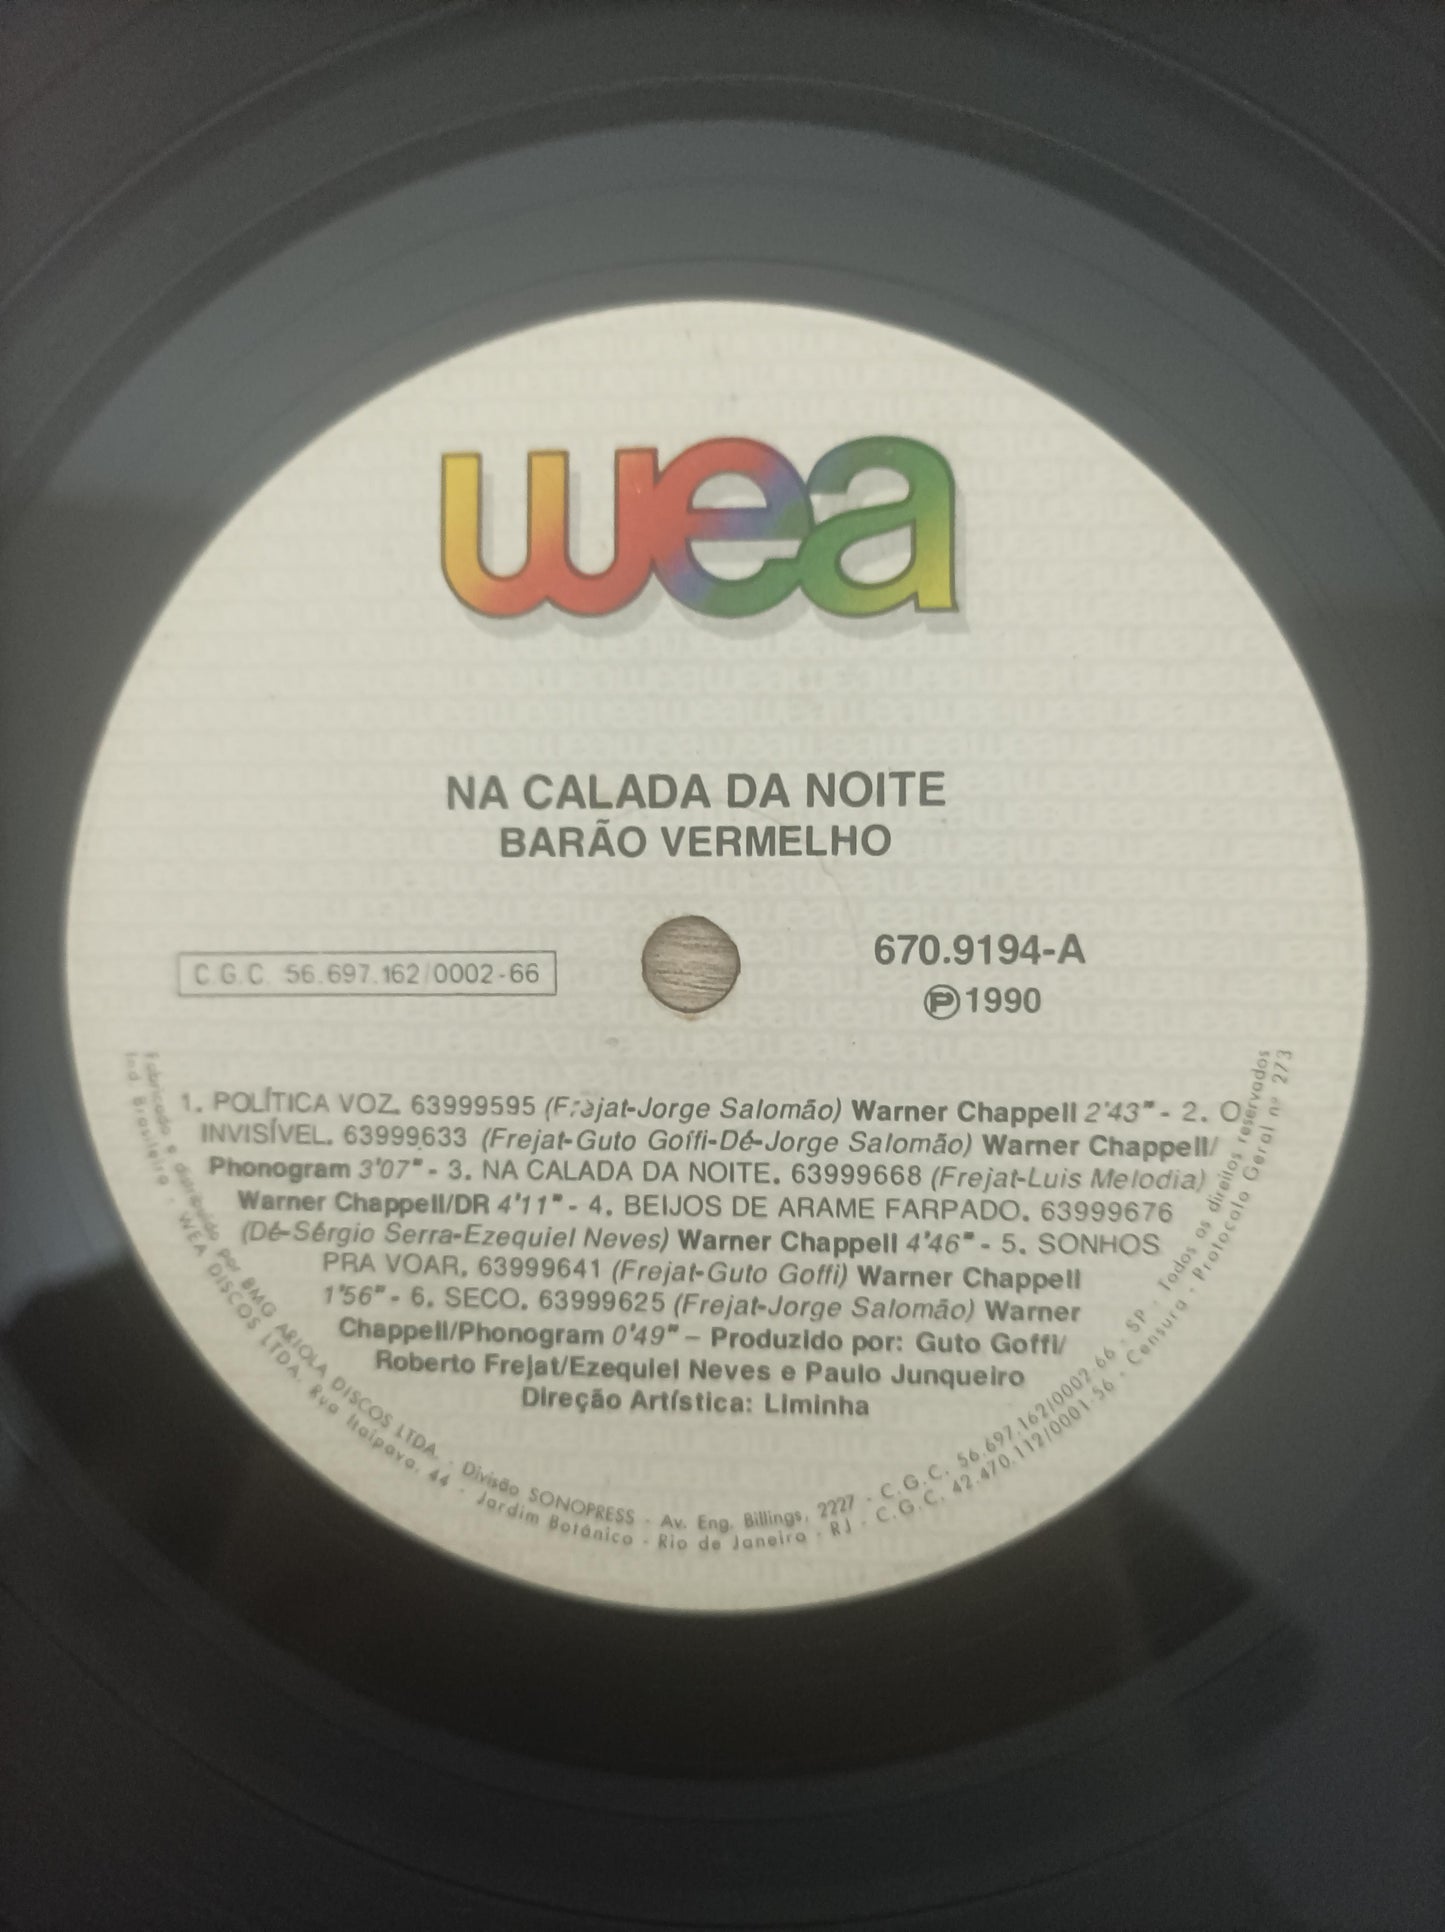 wea
NA CALADA DA NOITE
BARÃO VERMELHO
C.G.C. 56.697.162/0002-66
670.9194-A
Ⓟ1990
1. POLÍTICA VOZ. 63999595 (Frejat-Jorge Salomão) Warner Chappell 2'43" - 2. O
INVISÍVEL. 63999633 (Frejat-Guto Goffi-Dé-Jorge Salomão) Warner Chappell/
Phonogram 3'07" - 3. NA CALADA DA NOITE. 63999668 (Frejat-Luis Melodia)
Warner Chappell/DR 4'11" - 4. BEIJOS DE ARAME FARPADO. 63999676
(Dé-Sérgio Serra-Ezequiel Neves) Warner Chappell 4'46" - 5. SONHOS
PRA VOAR. 63999641 (Frejat-Guto Goffi) Warner Chappell
1'56" - 6. SECO. 63999625 (Frejat-Jorge Salomão) Warner
Chappell/Phonogram 0'49" – Produzido por: Guto Goffi/
Roberto Frejat/Ezequiel Neves e Paulo Junqueiro
Direção Artística: Liminha
Fabricado e distribuído por BMG ARIOLA DISCOS LTDA. - Divisão SONOPRESS - Av. Eng. Billings, 2227 - C.G.C. 56.697.162/0002-66 - SP - Todos os direitos reservados
Ind. Brasileira - WEA DISCOS LTDA. Rua Itaipava, 44 - Jardim Botânico - Rio de Janeiro - RJ - C.G.C. 42.470.112/0001-56 - Censura - Protocolo Geral nº 273